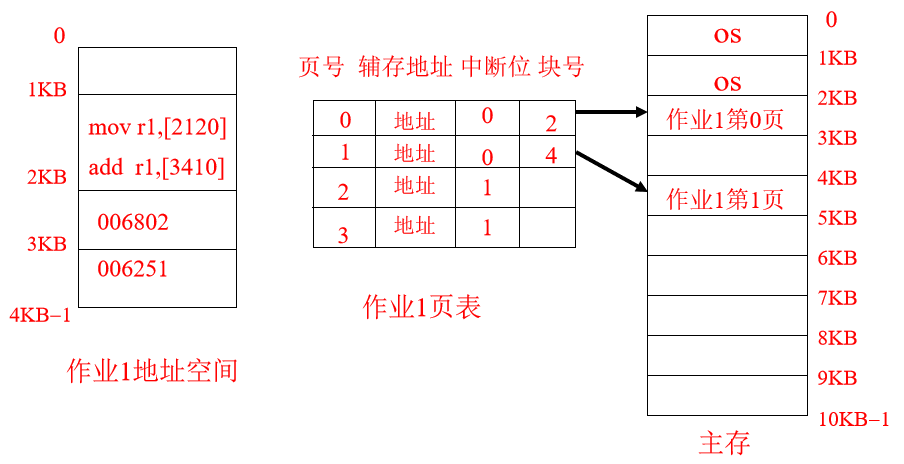 0
1KB
mov r1,[2120]
add r1,[3410]
2KB
006802
3KB
006251
4KB-1
作业1地址空间
页号 辅存地址 中断位 块号
0 地址 0 2
1 地址 0 4
2 地址 1
3 地址 1
作业1页表
0
os
1KB
os
2KB
作业1第0页
3KB
4KB
作业1第1页
5KB
6KB
7KB
8KB
9KB
10KB-1
主存